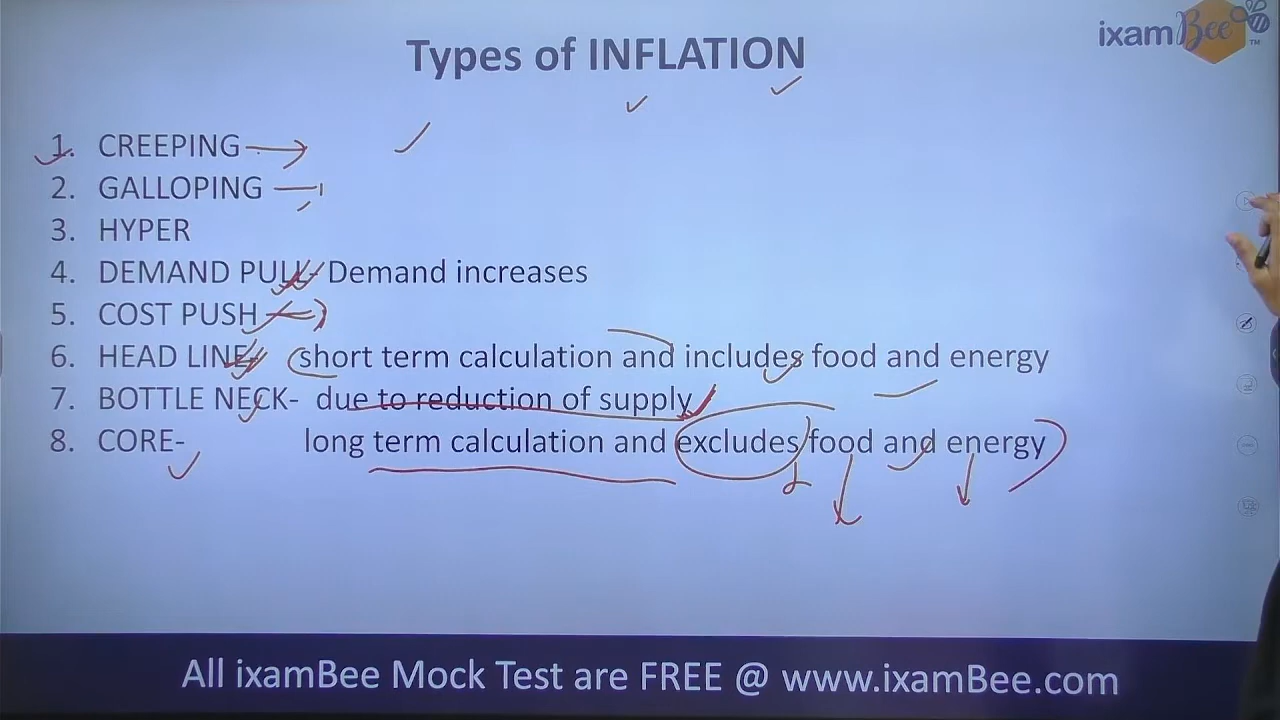 ixamBee TM
Types of INFLATION
1. CREEPING
2. GALLOPING
3. HYPER
4. DEMAND PULL- Demand increases
5. COST PUSH
6. HEAD LINE- short term calculation and includes food and energy
7. BOTTLE NECK- due to reduction of supply
8. CORE- long term calculation and excludes food and energy
All ixamBee Mock Test are FREE @ www.ixamBee.com